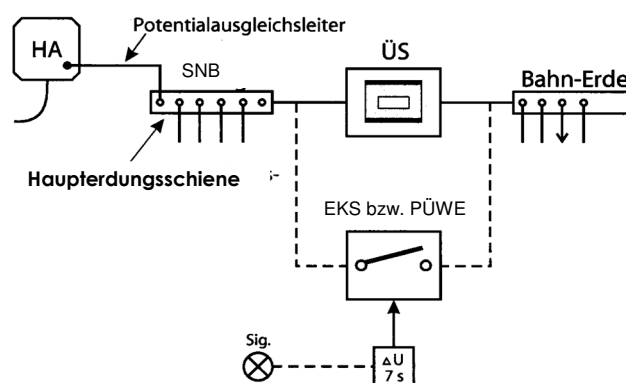 Potentialausgleichsleiter
HA
SNB
ÜS
Bahn-Erde
Haupterdungsschiene
EKS bzw. PÜWE
Sig.
ΔU
7 s